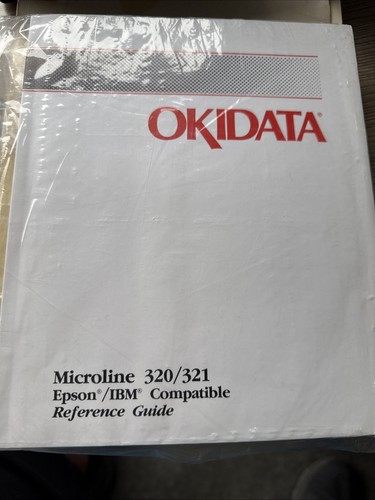 OKIDATA®
Microline 320/321
Epson®/IBM® Compatible
Reference Guide